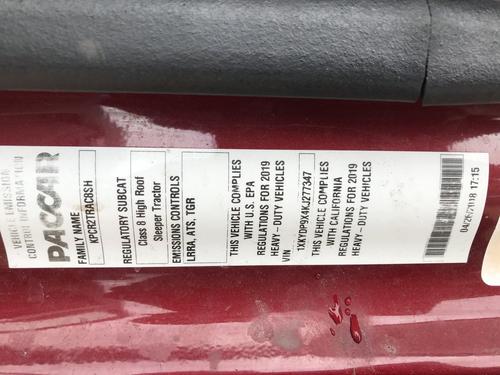 VEHICLE EMISSION
CONTROL INFORMATION
PACCAR
FAMILY NAME
KPCR2TRAC8SH
REGULATORY SUBCAT
Class 8 High Roof
Sleeper Tractor
EMISSIONS CONTROLS
LRRA, ATS, TGR
THIS VEHICLE COMPLIES
WITH U.S. EPA
REGULATIONS FOR 2019
HEAVY - DUTY VEHICLES
VIN
1XKYDP9X4KJ277347
THIS VEHICLE COMPLIES
WITH CALIFORNIA
REGULATIONS FOR 2019
HEAVY - DUTY VEHICLES
04/26/2018 17:15